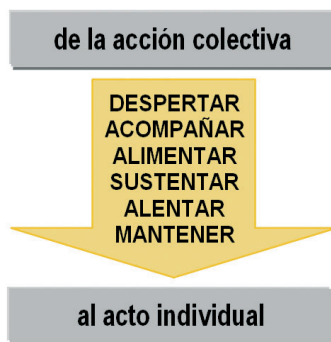 de la acción colectiva
DESPERTAR
ACOMPAÑAR
ALIMENTAR
SUSTENTAR
ALENTAR
MANTENER
al acto individual